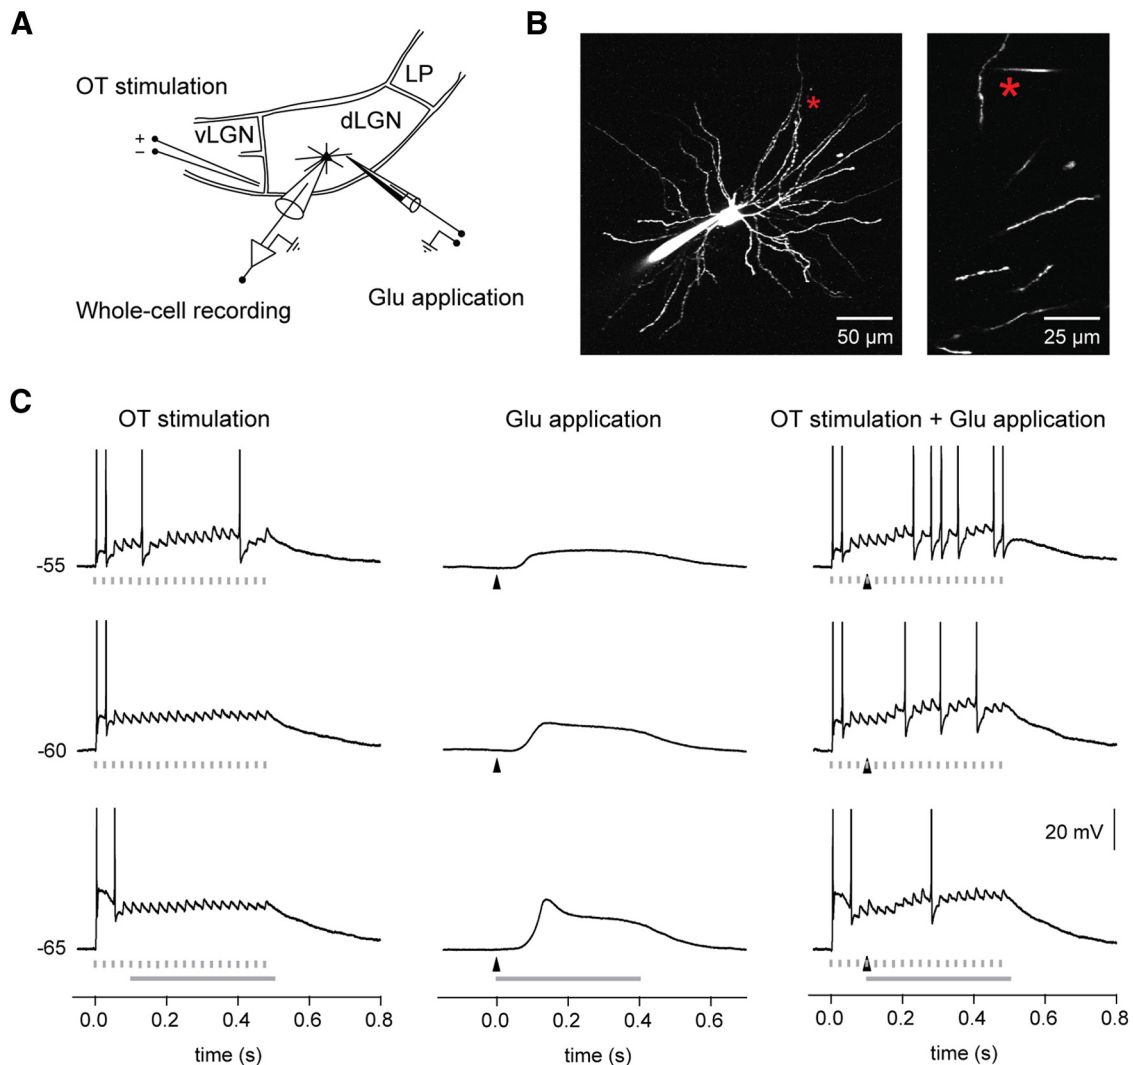 A
OT stimulation
+
−
vLGN
dLGN
LP
Whole-cell recording
Glu application
B
*
50 µm
*
25 µm
C
OT stimulation
Glu application
OT stimulation + Glu application
-55
-60
20 mV
-65
0.0 0.2 0.4 0.6 0.8
0.0 0.2 0.4 0.6
0.0 0.2 0.4 0.6 0.8
time (s)
time (s)
time (s)